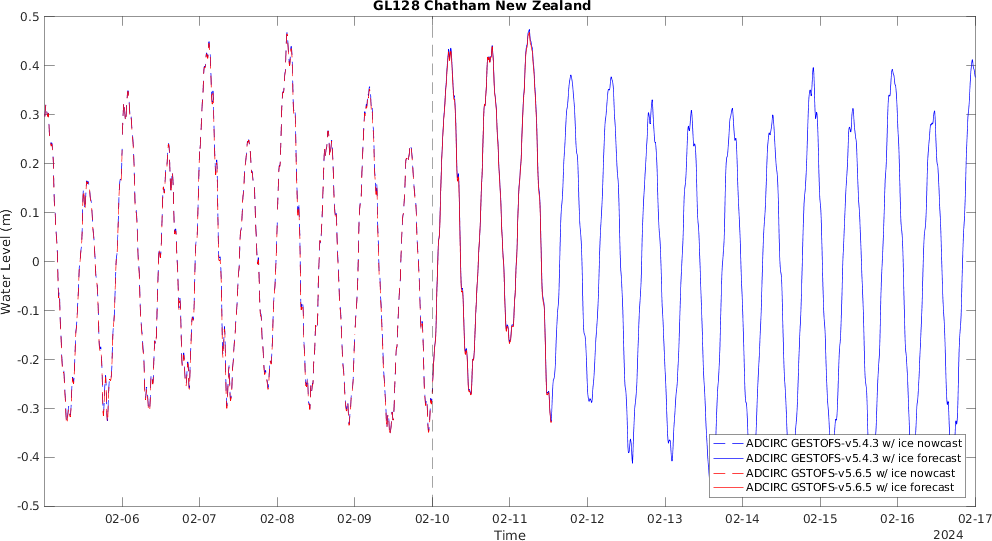 GL128 Chatham New Zealand
0.5
0.4
0.3
0.2
0.1
0
-0.1
-0.2
-0.3
-0.4
-0.5
Water Level (m)
ADCIRC GESTOFS-v5.4.3 w/ ice nowcast
ADCIRC GESTOFS-v5.4.3 w/ ice forecast
ADCIRC GSTOFS-v5.6.5 w/ ice nowcast
ADCIRC GSTOFS-v5.6.5 w/ ice forecast
02-06 02-07 02-08 02-09 02-10 02-11 02-12 02-13 02-14 02-15 02-16 02-17
Time
2024